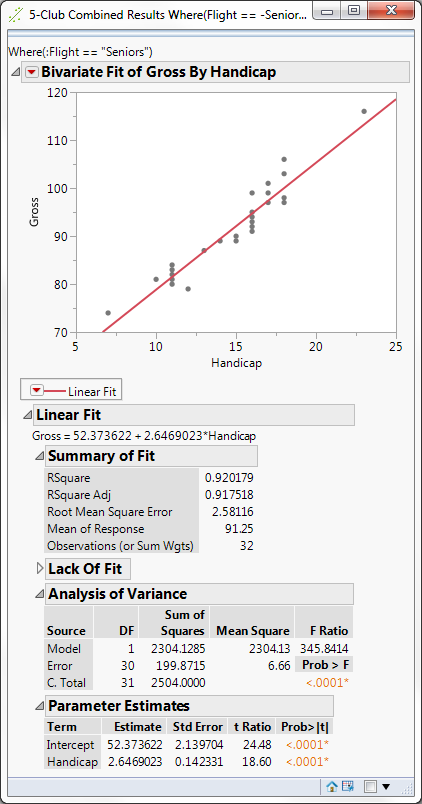 5-Club Combined Results Where(Flight == -Senior...
Where(:Flight == "Seniors")
Bivariate Fit of Gross By Handicap
120
110
100
90
80
70
Gross
5 10 15 20 25
Handicap
Linear Fit
Linear Fit
Gross = 52.373622 + 2.6469023*Handicap
Summary of Fit
RSquare 0.920179
RSquare Adj 0.917518
Root Mean Square Error 2.58116
Mean of Response 91.25
Observations (or Sum Wgts) 32
Lack Of Fit
Analysis of Variance
Sum of
Source DF Squares Mean Square F Ratio
Model 1 2304.1285 2304.13 345.8414
Error 30 199.8715 6.66 Prob > F
C. Total 31 2504.0000 <.0001*
Parameter Estimates
Term Estimate Std Error t Ratio Prob>|t|
Intercept 52.373622 2.139704 24.48 <.0001*
Handicap 2.6469023 0.142331 18.60 <.0001*